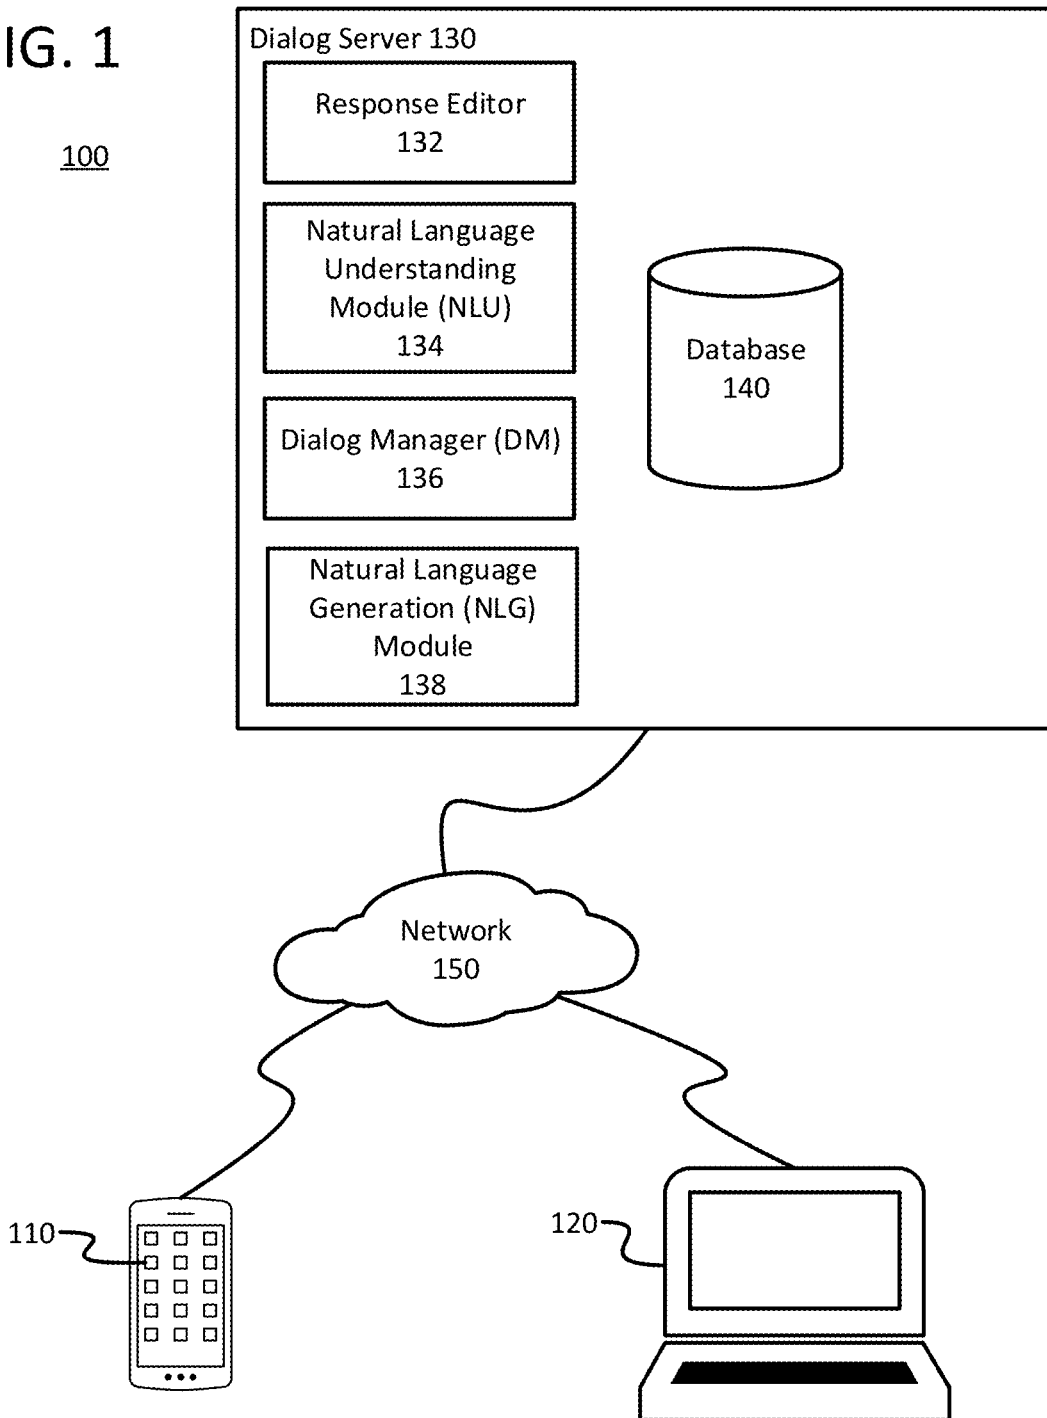 IG. 1
100
Dialog Server 130
Response Editor
132
Natural Language
Understanding
Module (NLU)
134
Dialog Manager (DM)
136
Natural Language
Generation (NLG)
Module
138
Database
140
Network
150
110
120